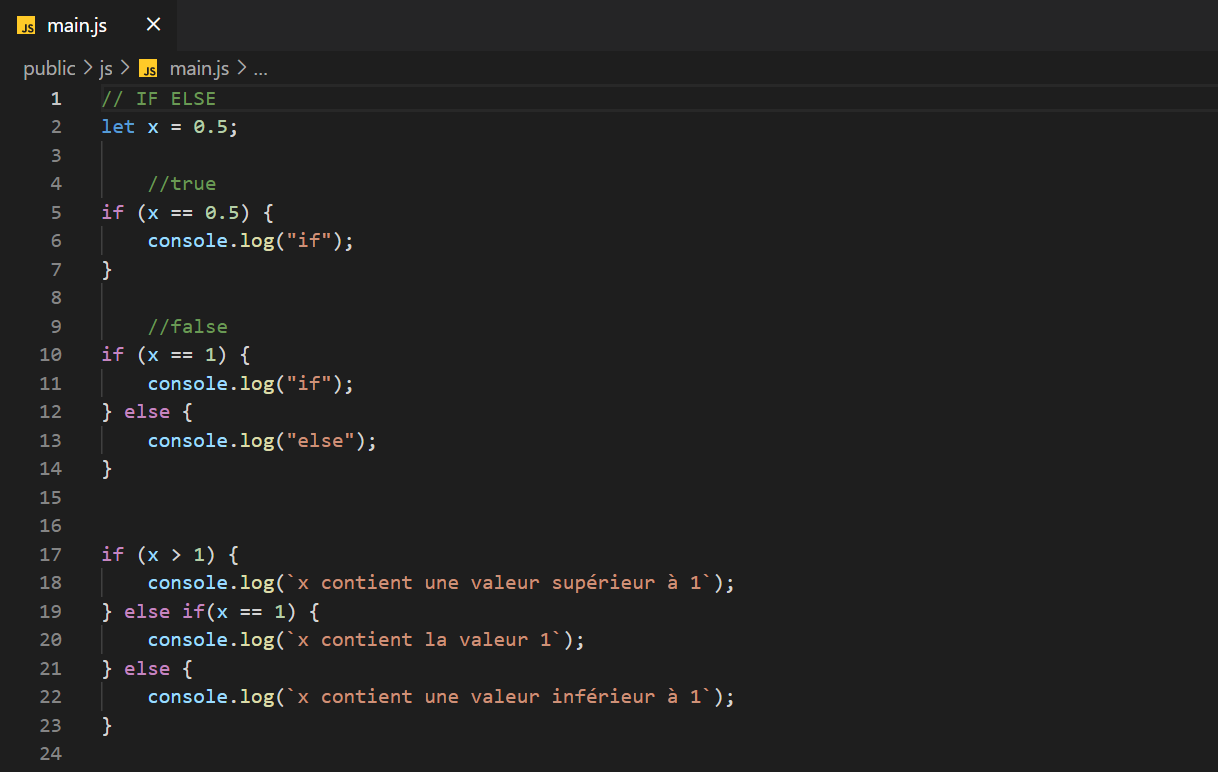 JS main.js ×
public > js > JS main.js > ...
1 // IF ELSE
2 let x = 0.5;
3
4     //true
5 if (x == 0.5) {
6     console.log("if");
7 }
8
9     //false
10 if (x == 1) {
11     console.log("if");
12 } else {
13     console.log("else");
14 }
15
16
17 if (x > 1) {
18     console.log(`x contient une valeur supérieur à 1`);
19 } else if(x == 1) {
20     console.log(`x contient la valeur 1`);
21 } else {
22     console.log(`x contient une valeur inférieur à 1`);
23 }
24